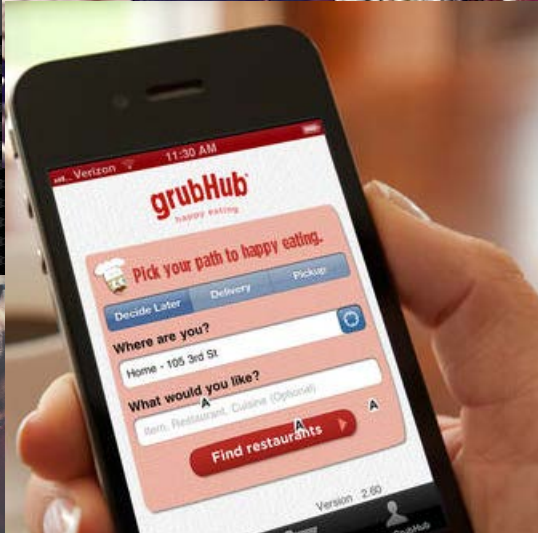 Verizon 11:30 AM
grubHub
happy eating
Pick your path to happy eating.
Decide Later Delivery Pickup
Where are you?
Home - 105 3rd St
What would you like?
A
Item, Restaurant, Cuisine (Optional)
A
A
Find restaurants
Version 2.60
GrubHub